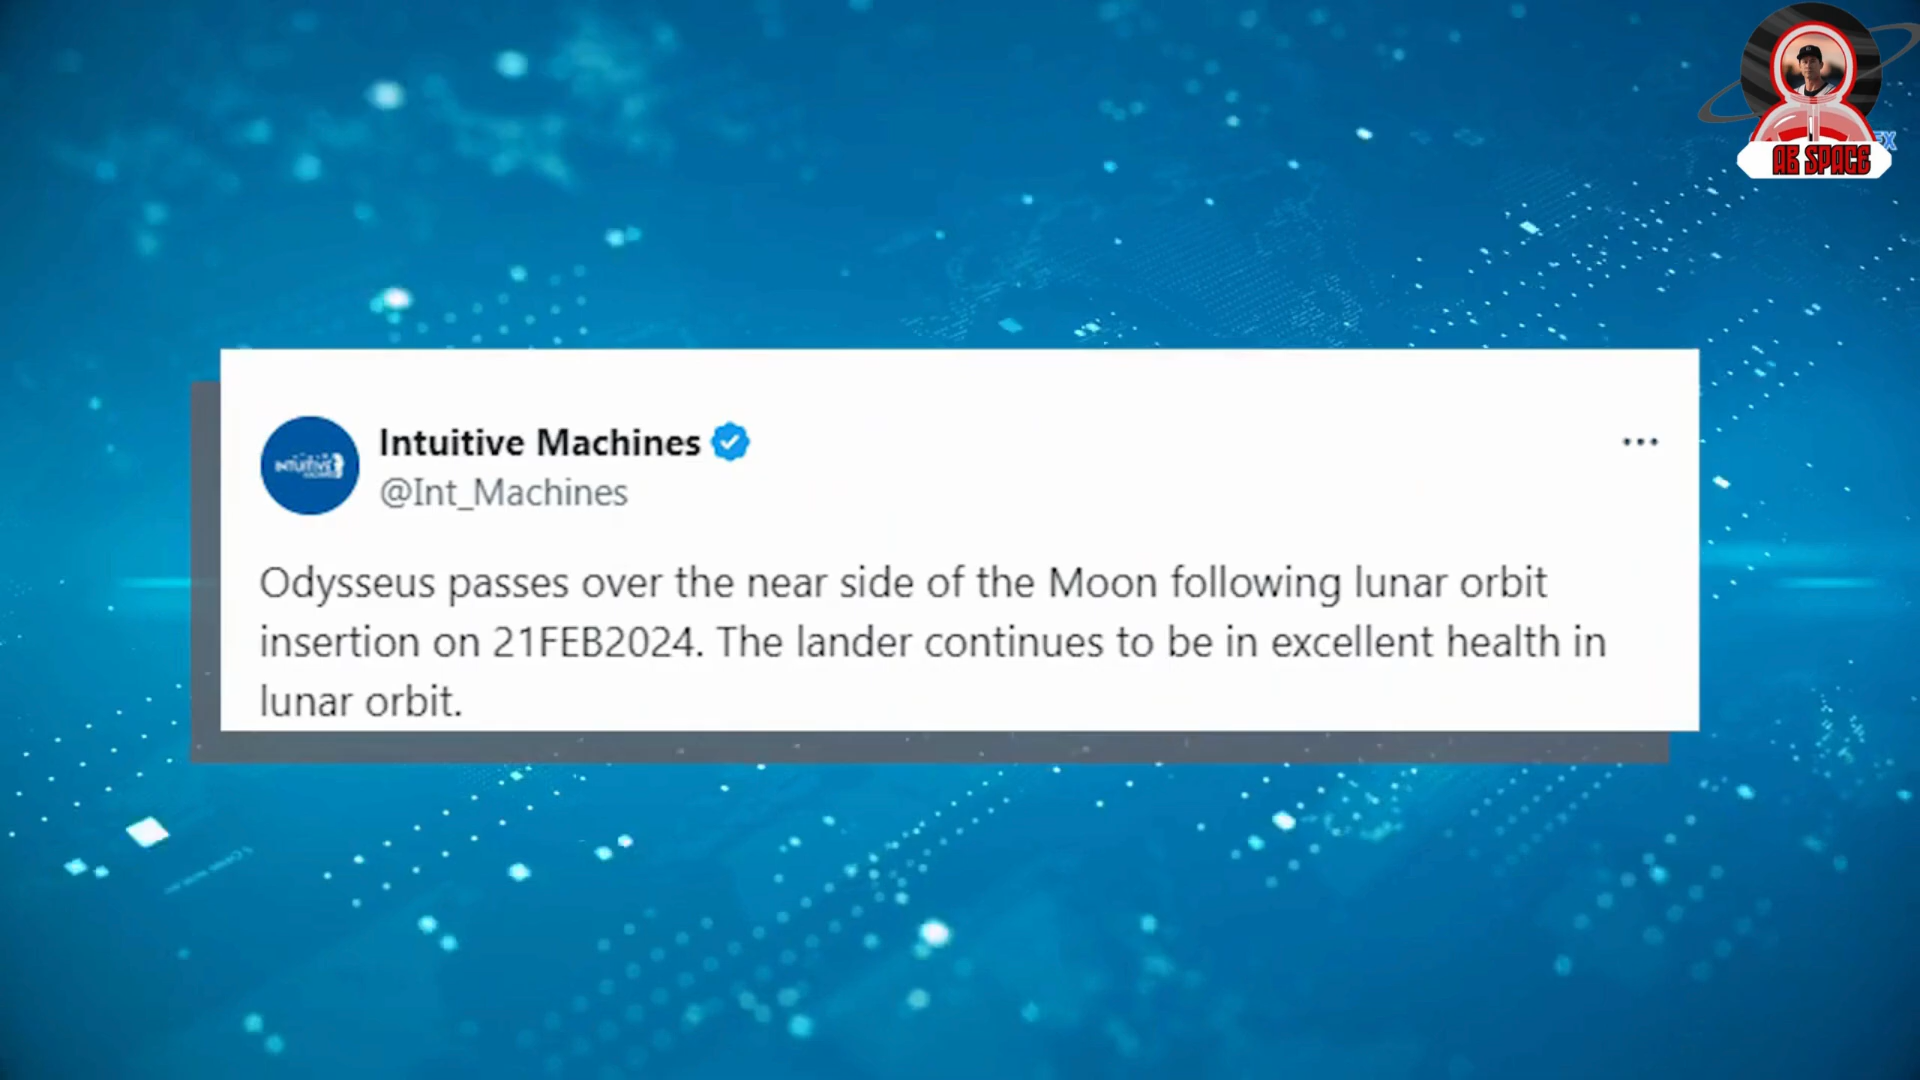 AB SPACE
EX
Intuitive Machines
@Int_Machines
Odysseus passes over the near side of the Moon following lunar orbit
insertion on 21FEB2024. The lander continues to be in excellent health in
lunar orbit.